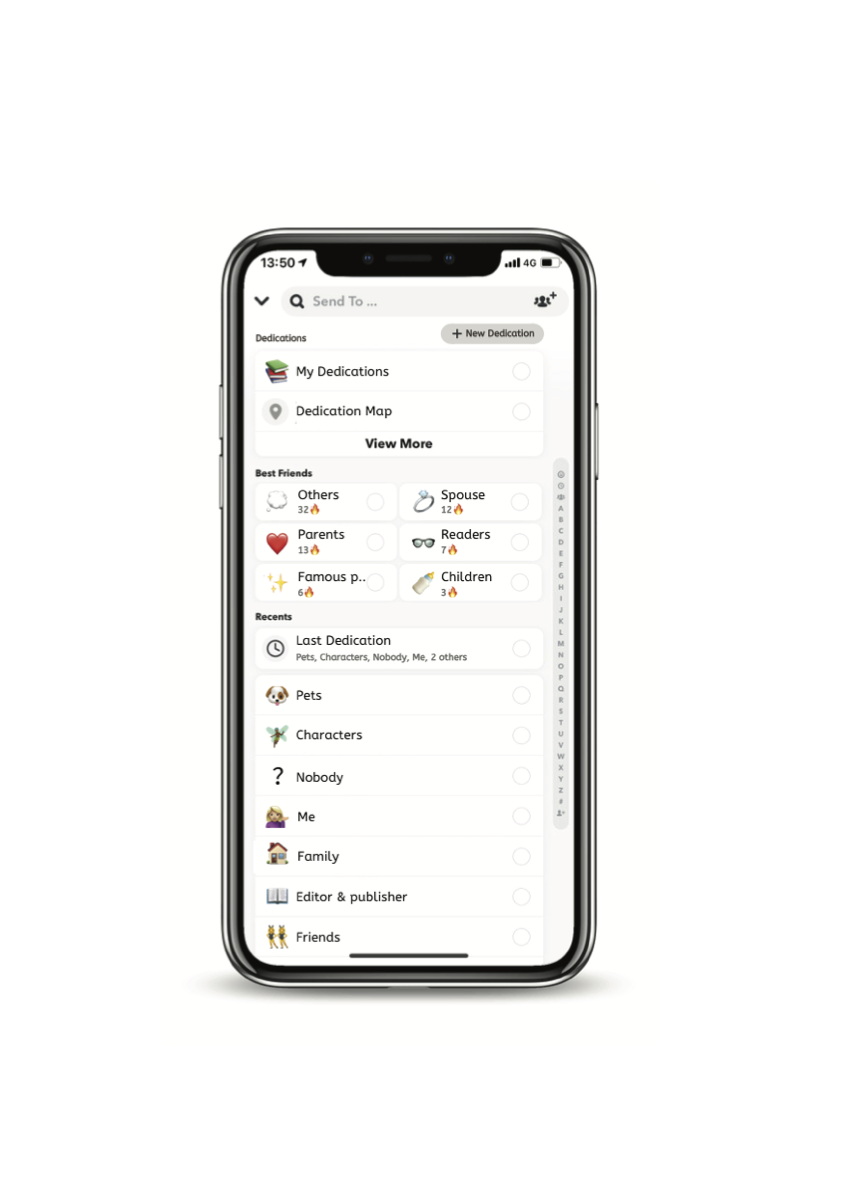 13:50 4G
Send To ...
Dedications + New Dedication
My Dedications
Dedication Map
View More
Best Friends
Others Spouse
32🔥 12🔥
Parents Readers
13🔥 7🔥
Famous p.. Children
6🔥 3🔥
Recents
Last Dedication
Pets, Characters, Nobody, Me, 2 others
Pets
Characters
? Nobody
Me
Family
Editor & publisher
Friends
A
B
C
D
E
F
G
H
I
J
K
L
M
N
O
P
Q
R
S
T
U
V
W
X
Y
Z
#